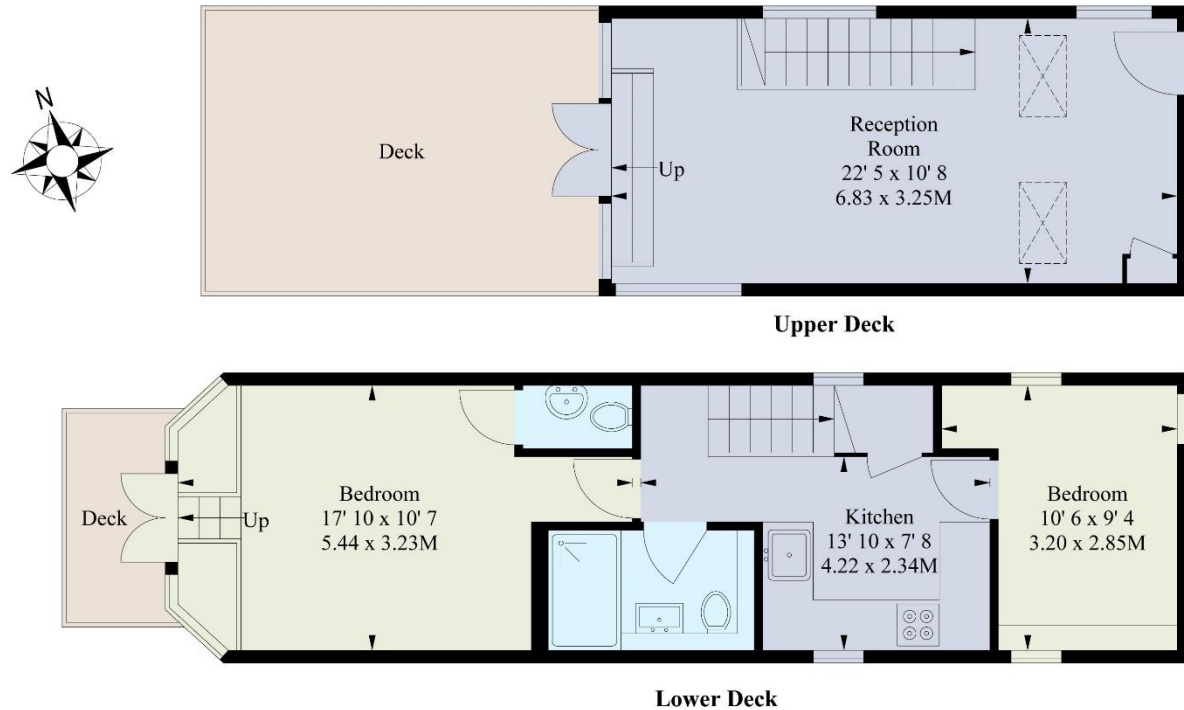 N
Deck
Up
Reception
Room
22' 5 x 10' 8
6.83 x 3.25M
Upper Deck
Deck
Up
Bedroom
17' 10 x 10' 7
5.44 x 3.23M
Kitchen
13' 10 x 7' 8
4.22 x 2.34M
Bedroom
10' 6 x 9' 4
3.20 x 2.85M
Lower Deck